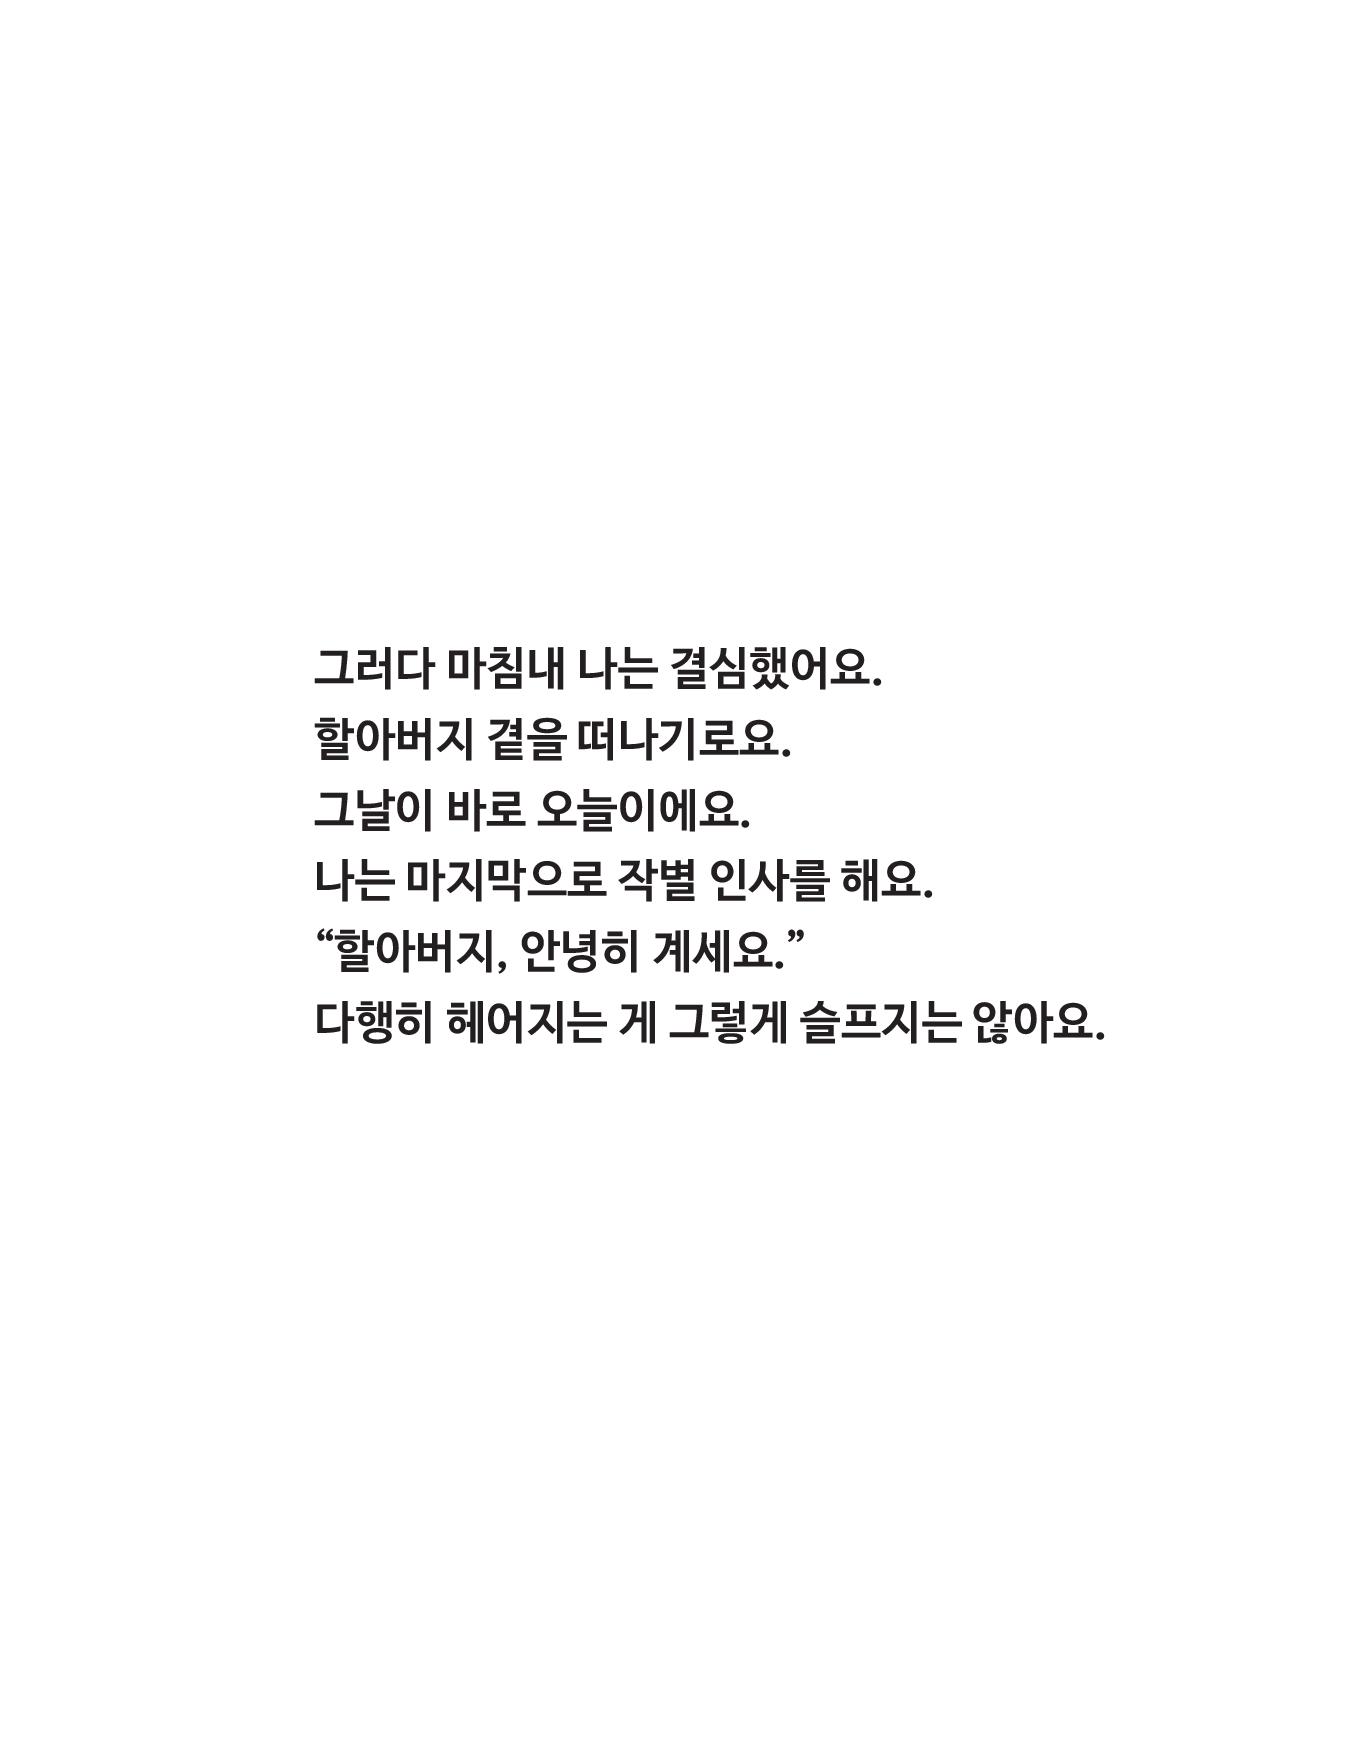 그러다 마침내 나는 결심했어요.
할아버지 곁을 떠나기로요.
그날이 바로 오늘이에요.
나는 마지막으로 작별 인사를 해요.
“할아버지, 안녕히 계세요.”
다행히 헤어지는 게 그렇게 슬프지는 않아요.